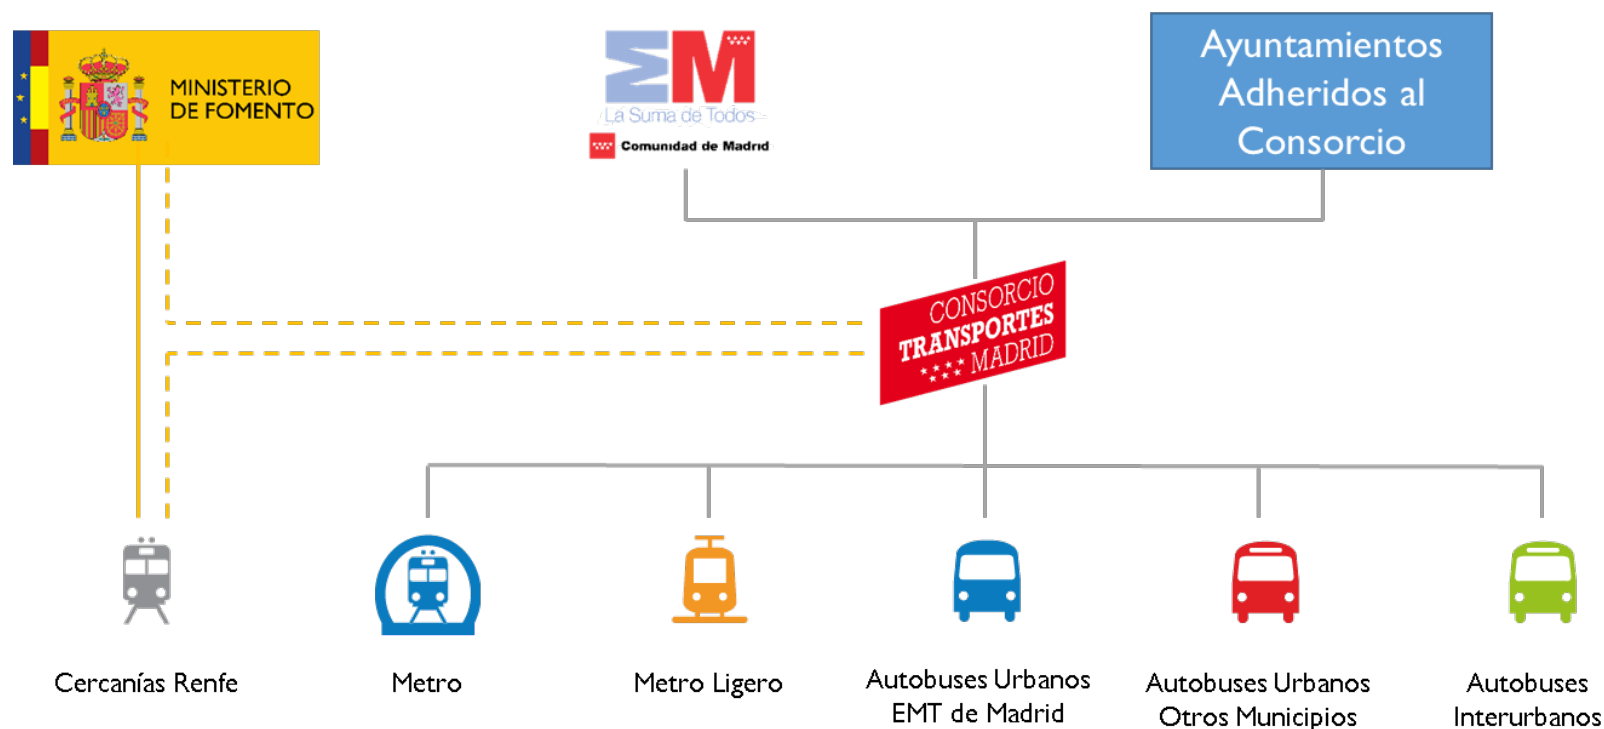 MINISTERIO
DE FOMENTO
EM
La Suma de Todos
Comunidad de Madrid
Ayuntamientos
Adheridos al
Consorcio
CONSORCIO
TRANSPORTES
MADRID
Cercanías Renfe
Metro
Metro Ligero
Autobuses Urbanos
EMT de Madrid
Autobuses Urbanos
Otros Municipios
Autobuses
Interurbanos